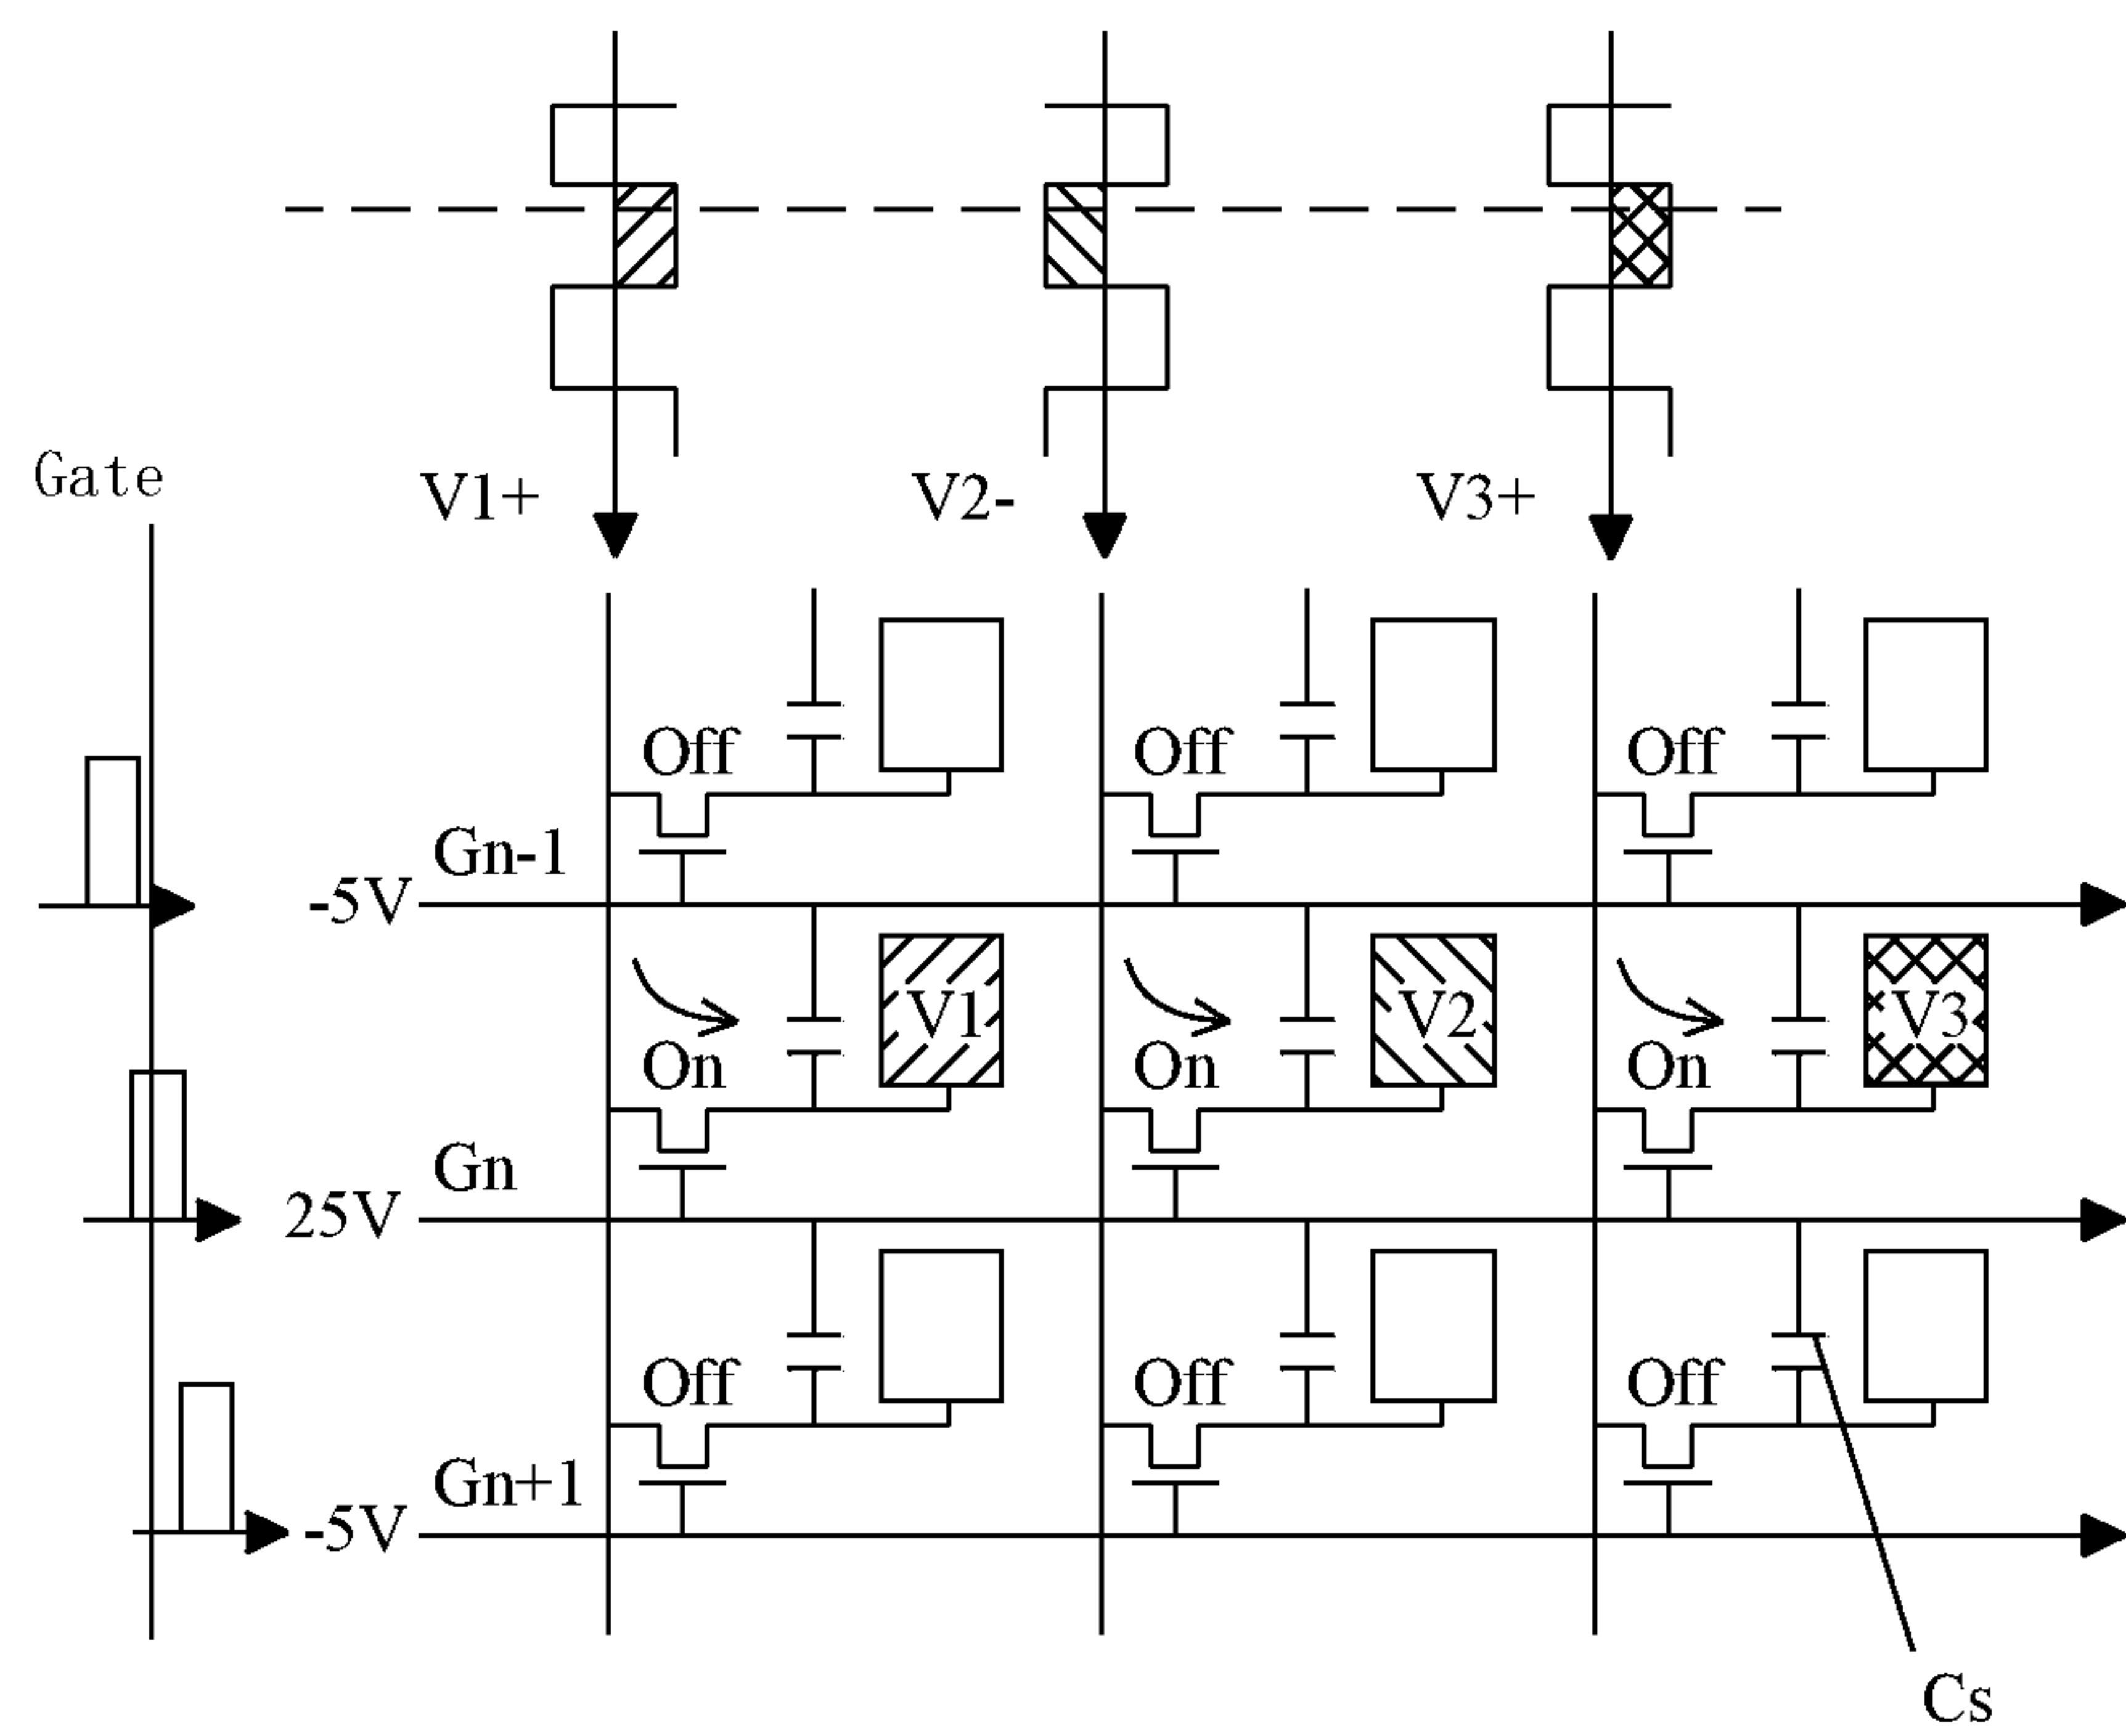 Gate
V1+ V2- V3+
Off Off Off
Gn-1
-5V
V1 V2 V3
On On On
Gn
25V
Off Off Off
Gn+1
-5V
Cs